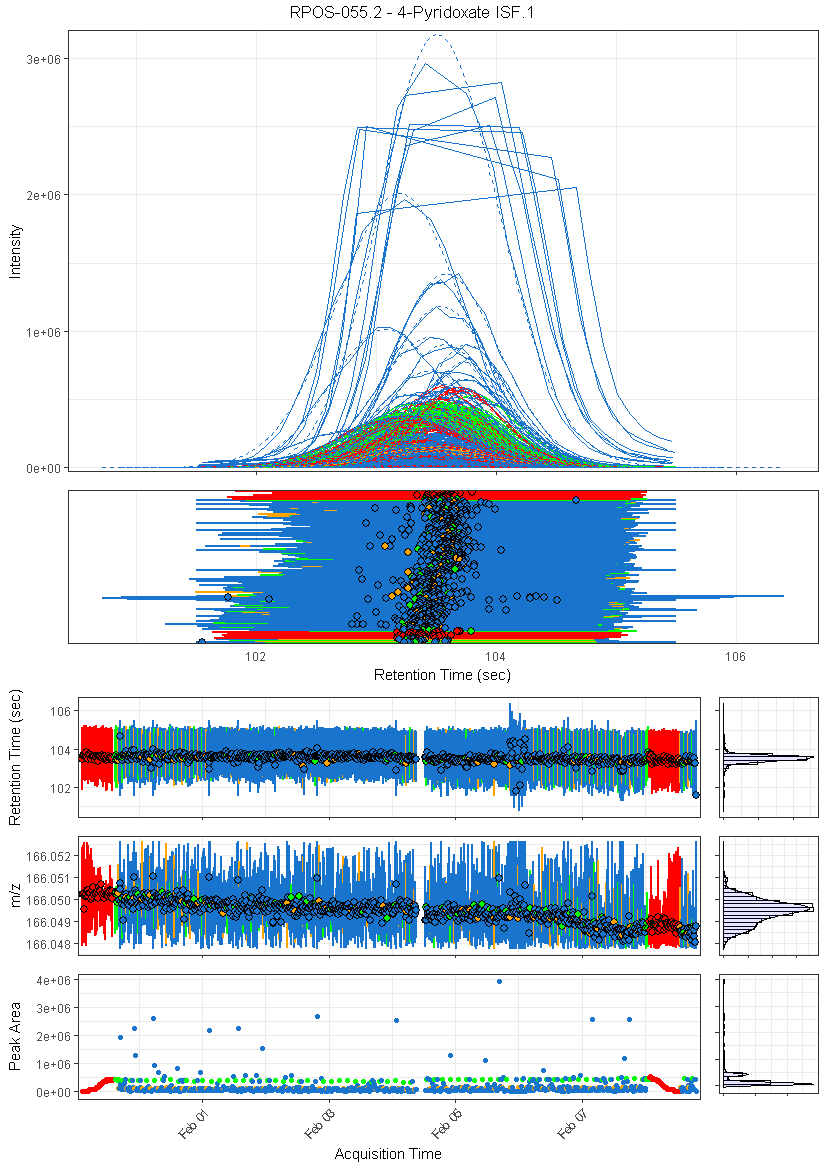 RPOS-055.2 - 4-Pyridoxate ISF.1
3e+06
2e+06
1e+06
0e+00
Intensity
102
104
106
Retention Time (sec)
106
104
102
Retention Time (sec)
166.052
166.051
166.050
166.049
166.048
m/z
4e+06
3e+06
2e+06
1e+06
0e+00
Peak Area
Feb 01
Feb 03
Feb 05
Feb 07
Acquisition Time